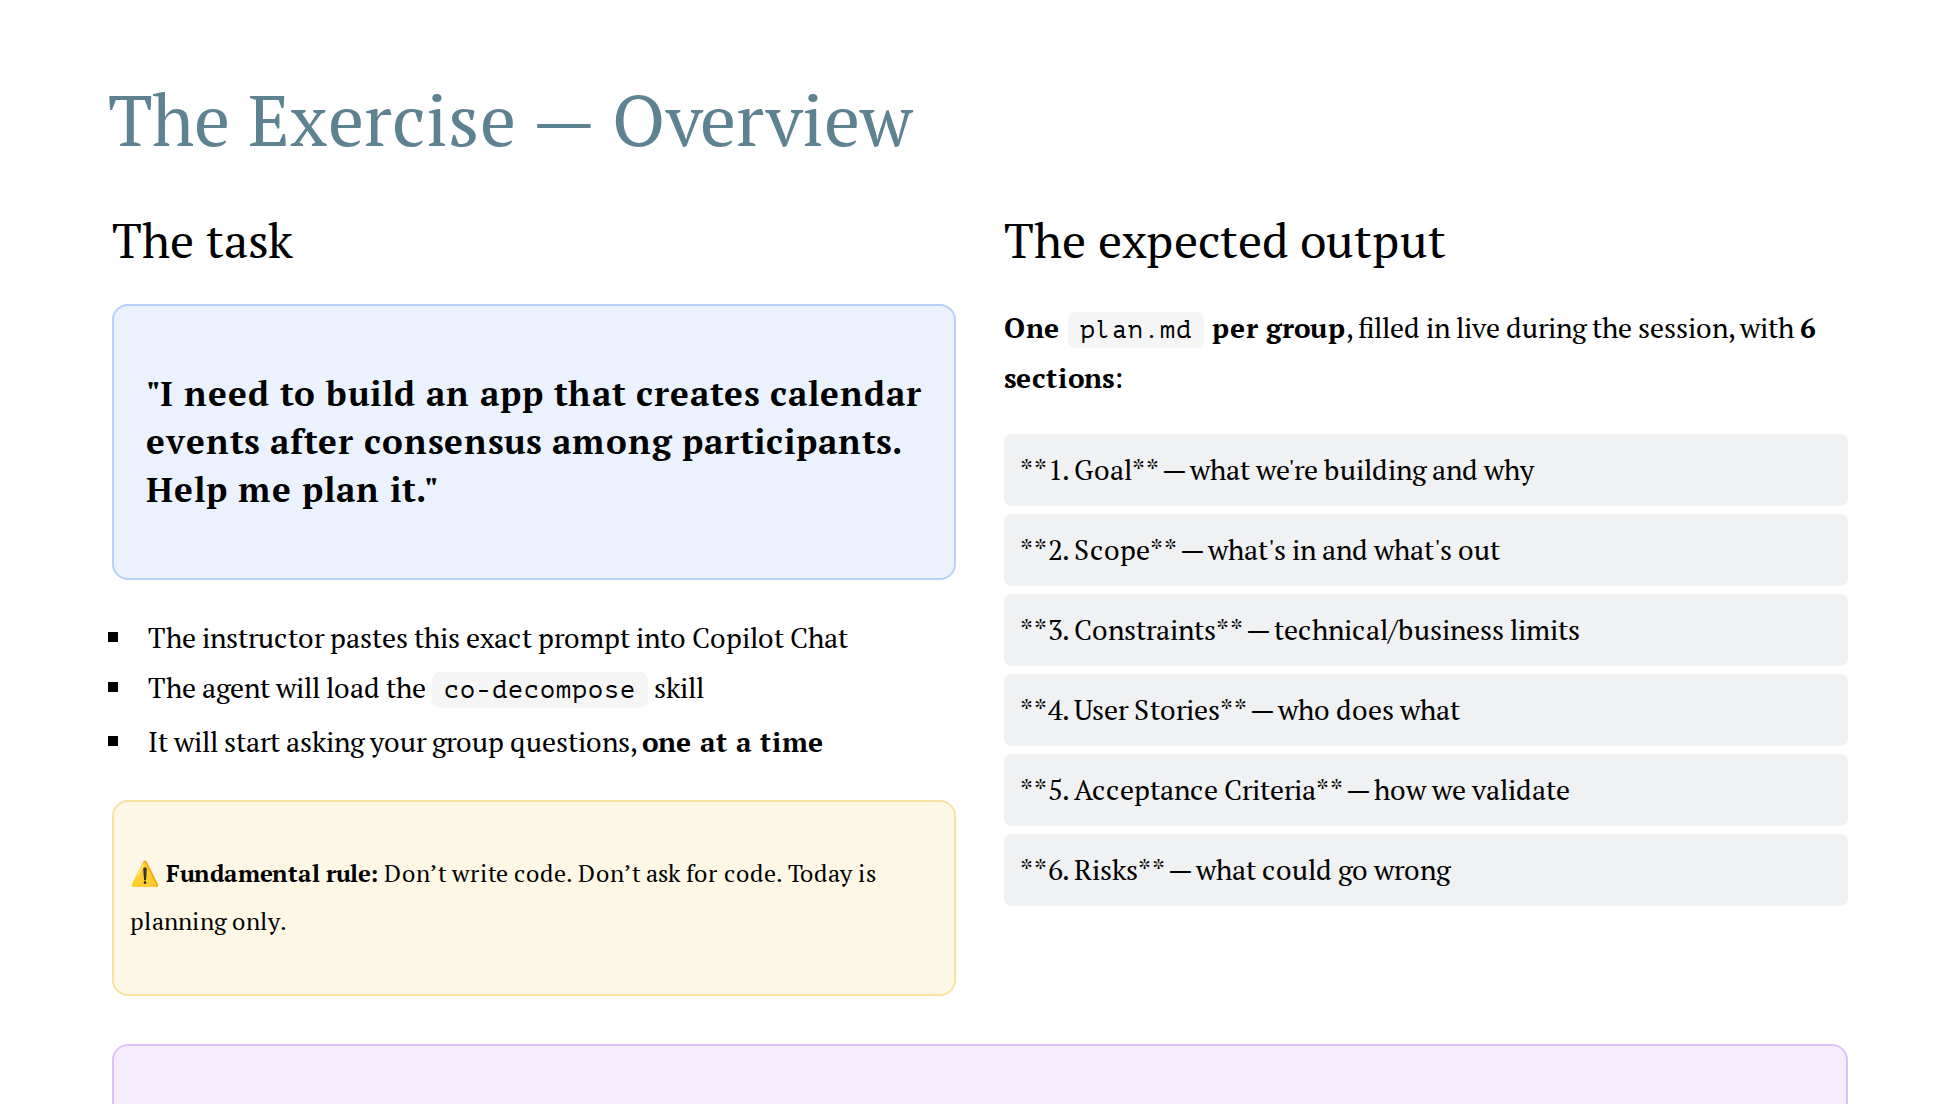 The Exercise — Overview
The task
"I need to build an app that creates calendar
events after consensus among participants.
Help me plan it."
The instructor pastes this exact prompt into Copilot Chat
The agent will load the co-decompose skill
It will start asking your group questions, one at a time
⚠️ Fundamental rule: Don’t write code. Don’t ask for code. Today is
planning only.
The expected output
One plan.md per group, filled in live during the session, with 6
sections:
**1. Goal** — what we're building and why
**2. Scope** — what's in and what's out
**3. Constraints** — technical/business limits
**4. User Stories** — who does what
**5. Acceptance Criteria** — how we validate
**6. Risks** — what could go wrong